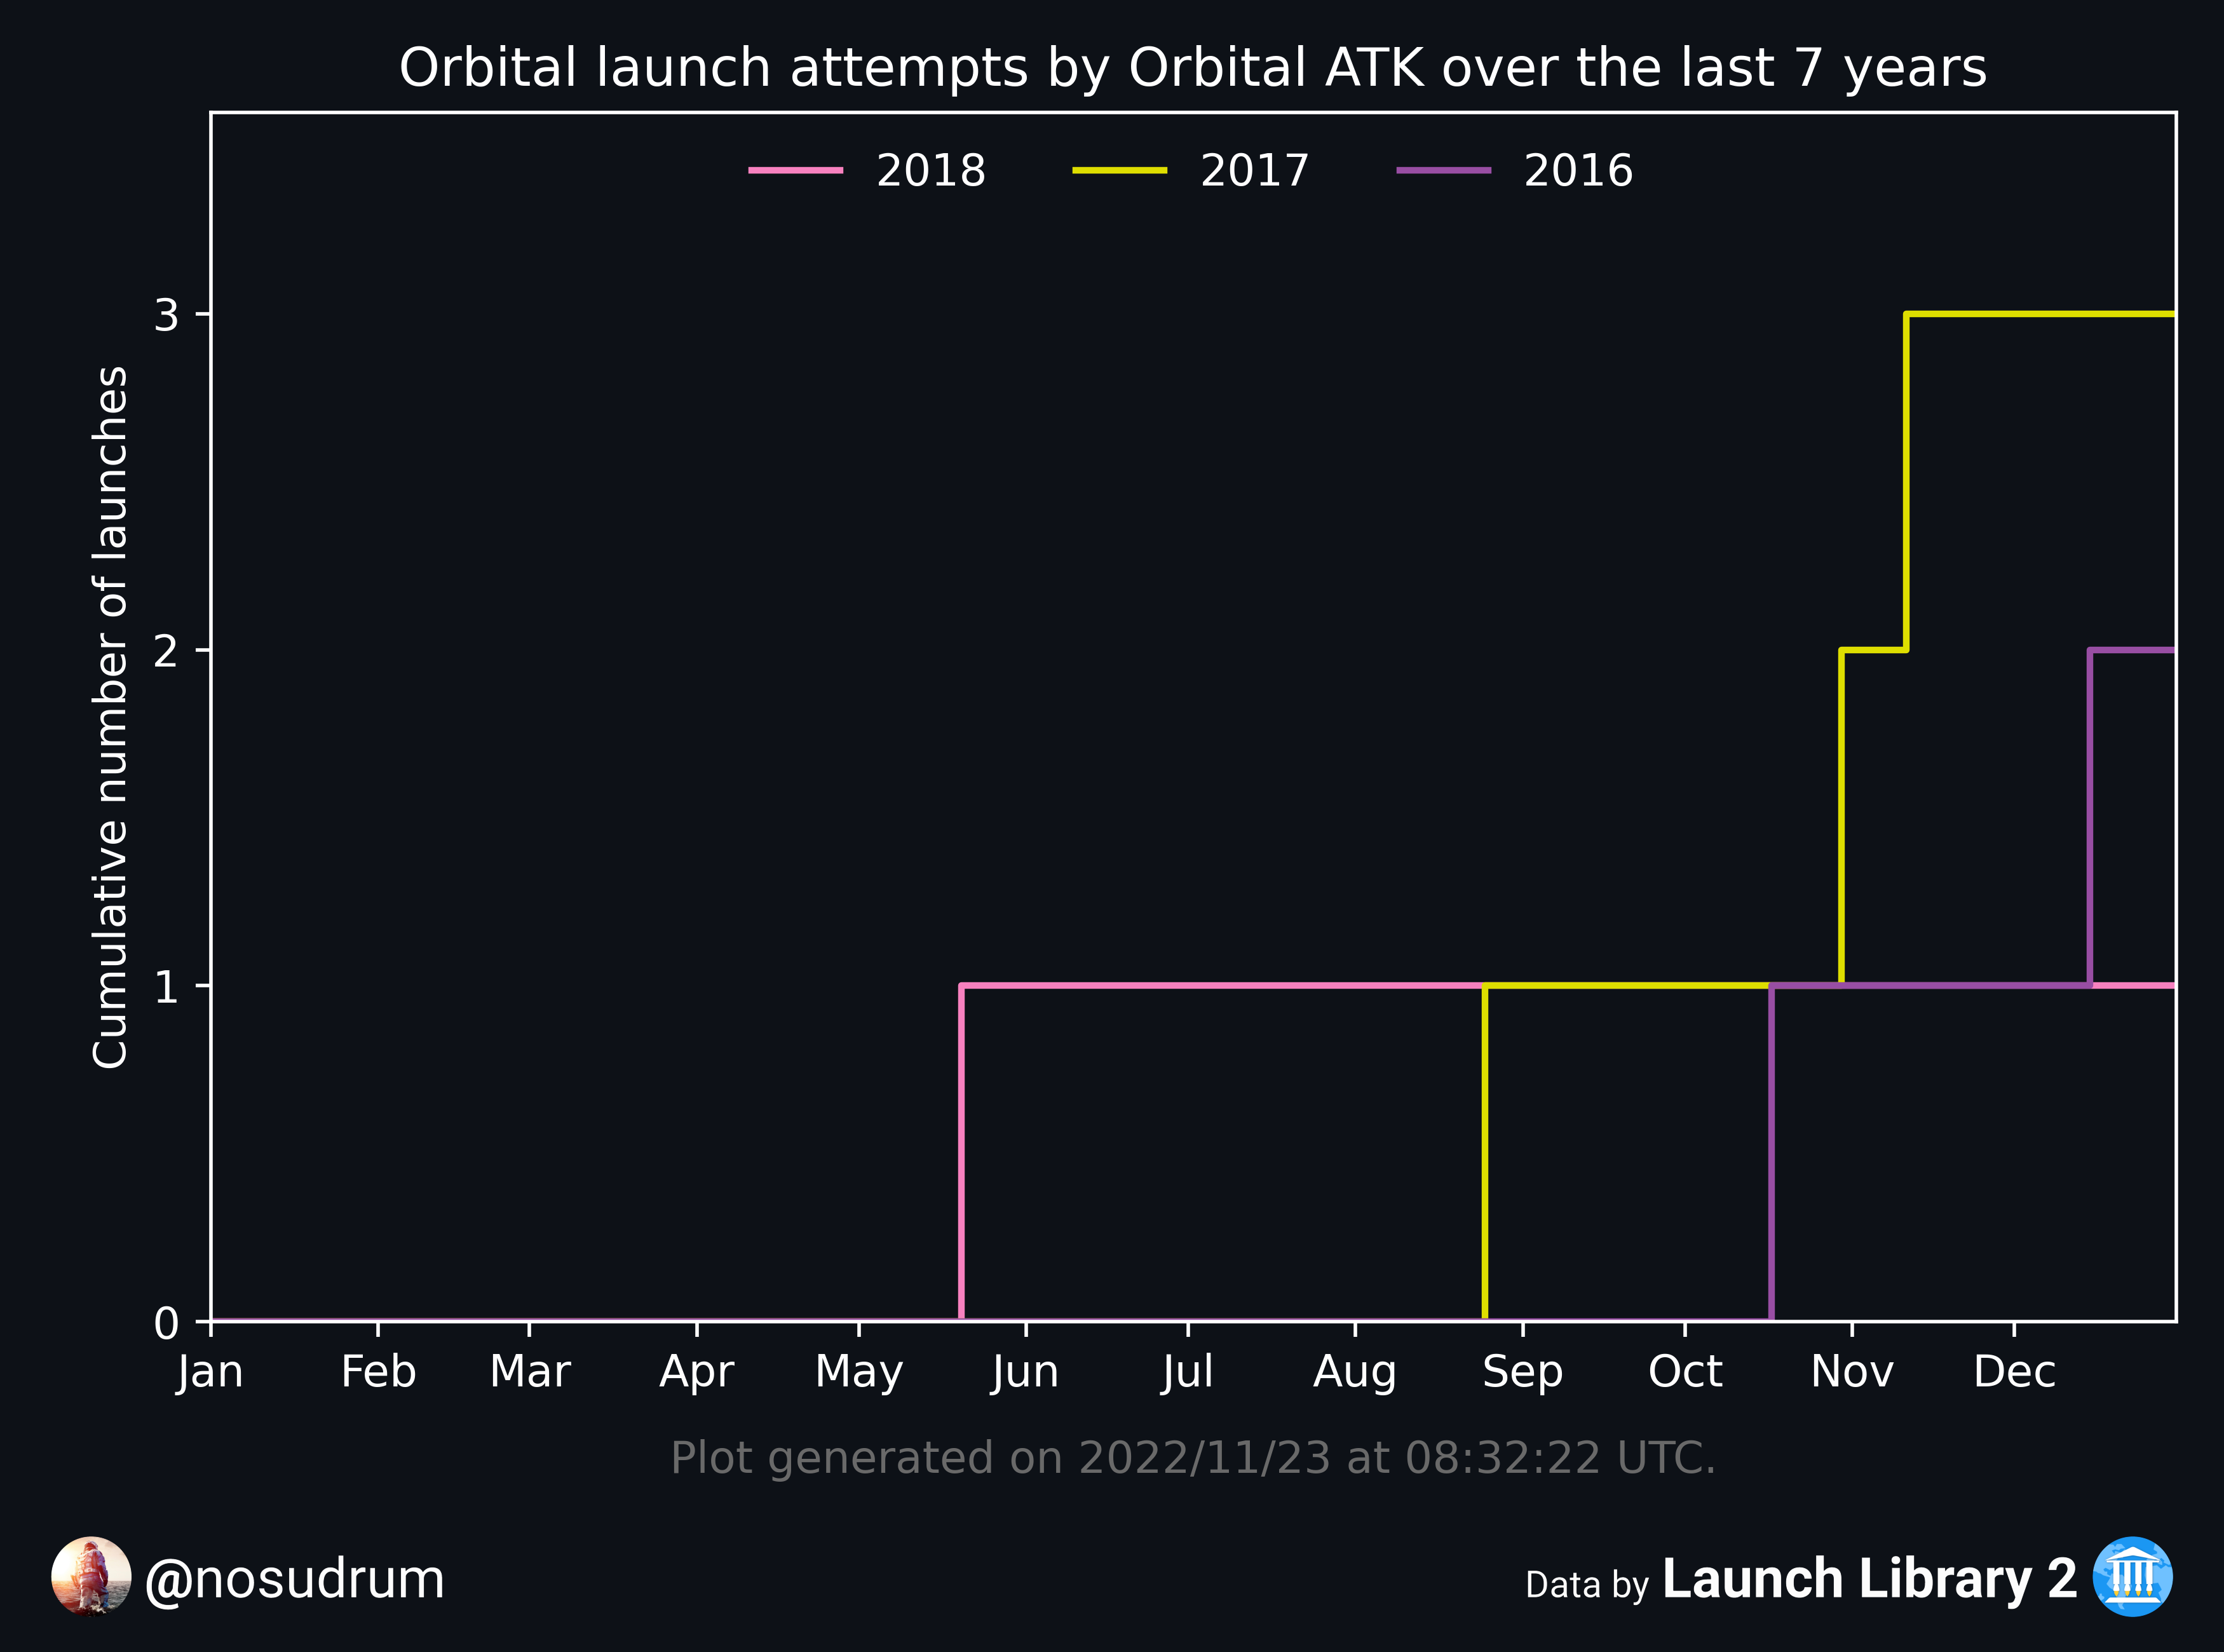 Orbital launch attempts by Orbital ATK over the last 7 years
2018 2017 2016
Cumulative number of launches
3
2
1
0
Jan Feb Mar Apr May Jun Jul Aug Sep Oct Nov Dec
Plot generated on 2022/11/23 at 08:32:22 UTC.
@nosudrum
Data by Launch Library 2